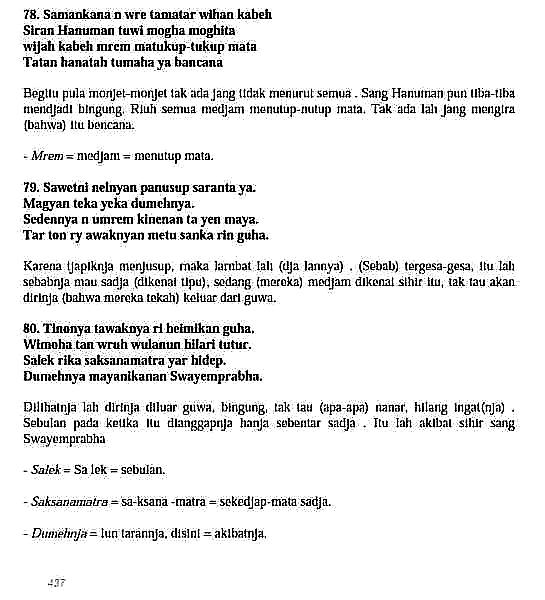 78. Samankana n wre tamatar wihan kabeh
Siran Hanuman tuwi mogha moghita
wijah kabeh mrem matukup-tukup mata
Tatan hanatah tumaha ya bancana
Begitu pula monjet-monjet tak ada jang tidak menurut semua . Sang Hanuman pun tiba-tiba
mendjadi bingung. Riuh semua medjam menutup-nutup mata. Tak ada lah jang mengira
(bahwa) itu bencana.
- Mrem = medjam = menutup mata.
79. Sawetni nelnyan panusup saranta ya.
Magyan teka yeka dumehnya.
Sedennya n umrem kinenan ta yen maya.
Tar ton ry awaknyan metu sanka rin guha.
Karena tjapiknja menjusup, maka lambat lah (dja lannya) . (Sebab) tergesa-gesa, itu lah
sebabnja mau sadja (dikenai tipu), sedang (mereka) medjam dikenai sihir itu, tak tau akan
dirinja (bahwa mereka tekah) keluar dari guwa.
80. Tinonya tawaknya ri heimikan guha.
Wimoha tan wruh wulanun hilari tutur.
Salek rika saksanamatra yar hidep.
Dumehnya mayanikanan Swayemprabha.
Dilihatnja lah dirinja diluar guwa, bingung, tak tau (apa-apa) nanar, hilang ingat(nja) .
Sebulan pada ketika itu dianggapnja hanja sebentar sadja . Itu lah akibat sihir sang
Swayemprabha
- Salek = Sa lek = sebulan.
- Saksanamatra = sa-ksana -matra = sekedjap-mata sadja.
- Dumehnja = lun tarannja, disini = akibatnja.
437